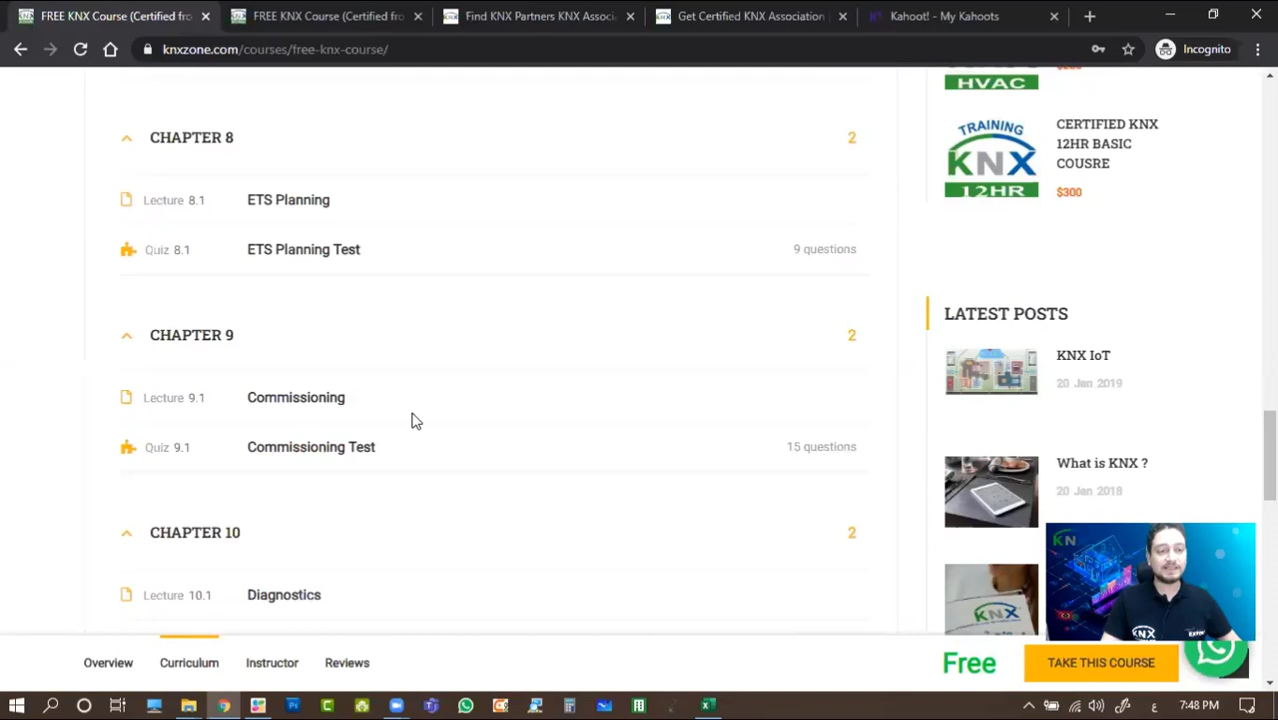 FREE KNX Course (Certified fro
FREE KNX Course (Certified fro
Find KNX Partners KNX Associ
Get Certified KNX Association
Kahoot! - My Kahoots
knxzone.com/courses/free-knx-course/
Incognito
CHAPTER 8
2
Lecture 8.1
ETS Planning
Quiz 8.1
ETS Planning Test
9 questions
CHAPTER 9
2
Lecture 9.1
Commissioning
Quiz 9.1
Commissioning Test
15 questions
CHAPTER 10
2
Lecture 10.1
Diagnostics
HVAC
TRAINING
KNX
12HR
CERTIFIED KNX
12HR BASIC
COUSRE
$300
LATEST POSTS
KNX IoT
20 Jan 2019
What is KNX ?
20 Jan 2018
KNX
KN
Overview
Curriculum
Instructor
Reviews
Free
TAKE THIS COURSE
ع
7:48 PM